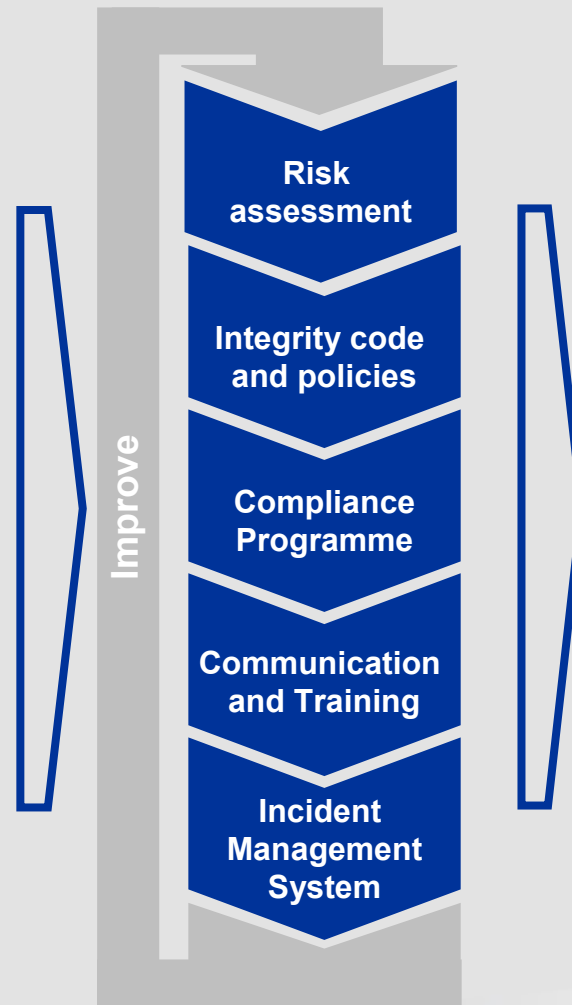 Risk
assessment
Integrity code
and policies
Improve
Compliance
Programme
Communication
and Training
Incident
Management
System